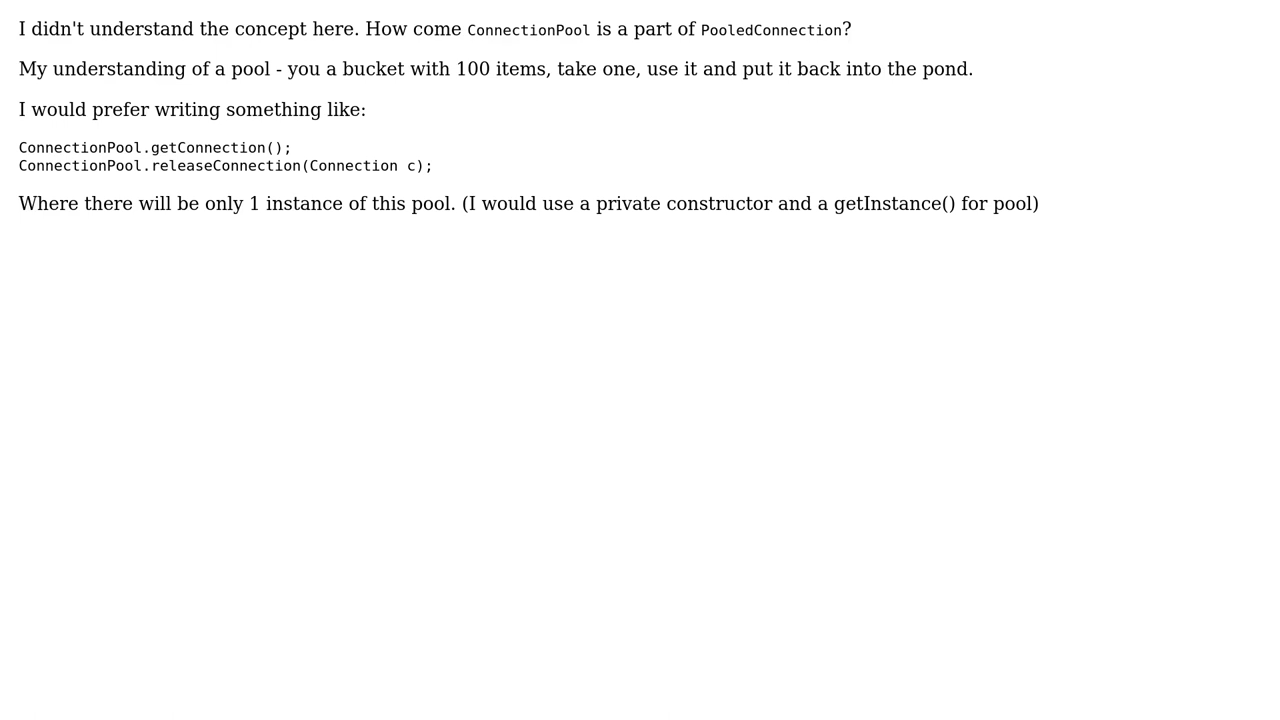 I didn't understand the concept here. How come ConnectionPool is a part of PooledConnection?
My understanding of a pool - you a bucket with 100 items, take one, use it and put it back into the pond.
I would prefer writing something like:
ConnectionPool.getConnection();
ConnectionPool.releaseConnection(Connection c);
Where there will be only 1 instance of this pool. (I would use a private constructor and a getInstance() for pool)